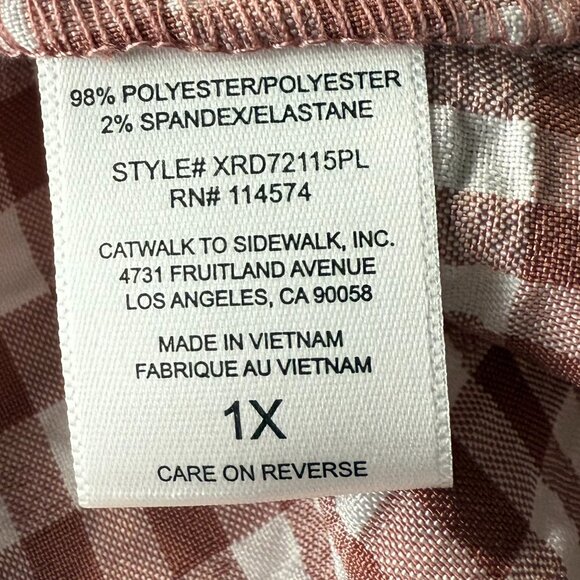 98% POLYESTER/POLYESTER
2% SPANDEX/ELASTANE
STYLE# XRD72115PL
RN# 114574
CATWALK TO SIDEWALK, INC.
4731 FRUITLAND AVENUE
LOS ANGELES, CA 90058
MADE IN VIETNAM
FABRIQUE AU VIETNAM
1X
CARE ON REVERSE